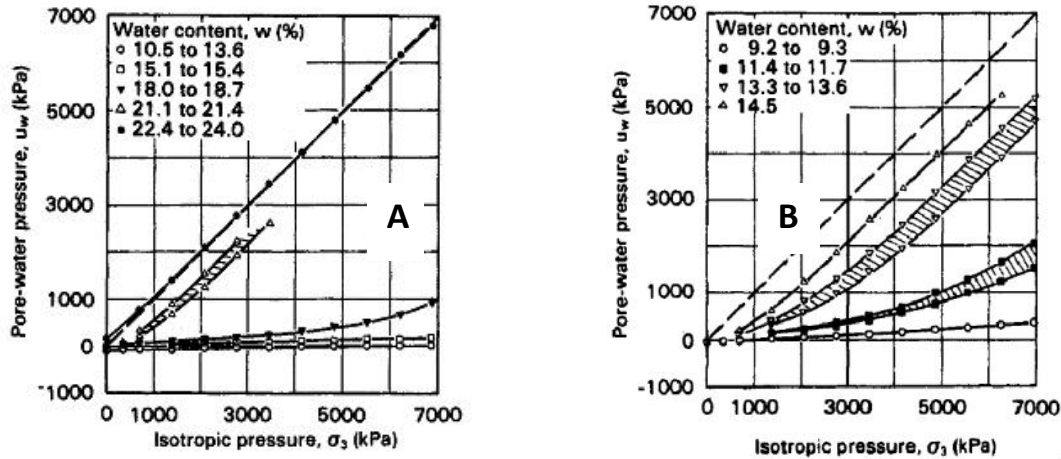 7000
5000
3000
1000
0
-1000
Pore-water pressure, u_w (kPa)
Water content, w (%)
10.5 to 13.6
15.1 to 15.4
18.0 to 18.7
21.1 to 21.4
22.4 to 24.0
A
0 1000 3000 5000 7000
Isotropic pressure, σ₃ (kPa)
7000
5000
3000
1000
0
-1000
Pore-water pressure, u_w (kPa)
Water content, w (%)
9.2 to 9.3
11.4 to 11.7
13.3 to 13.6
14.5
B
0 1000 3000 5000 7000
Isotropic pressure, σ₃ (kPa)